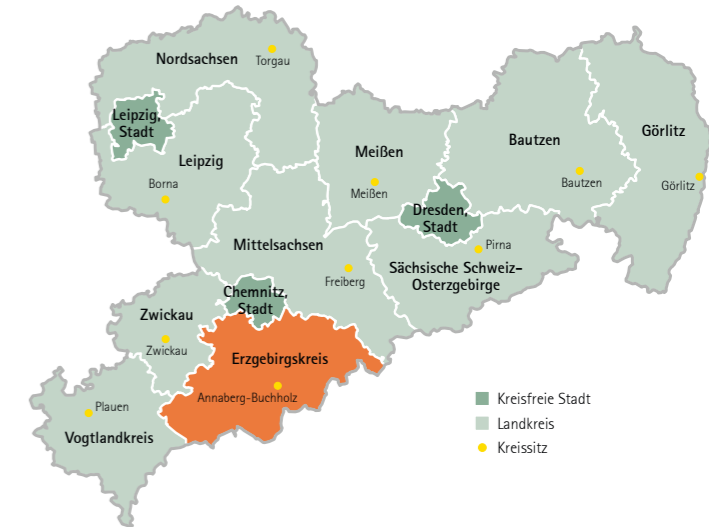 Nordsachsen
Torgau
Leipzig,
Stadt
Leipzig
Borna
Meißen
Meißen
Bautzen
Bautzen
Görlitz
Görlitz
Dresden,
Stadt
Mittelsachsen
Freiberg
Pirna
Sächsische Schweiz-
Osterzgebirge
Chemnitz,
Stadt
Zwickau
Zwickau
Erzgebirgskreis
Annaberg-Buchholz
Plauen
Vogtlandkreis
Kreisfreie Stadt
Landkreis
Kreissitz